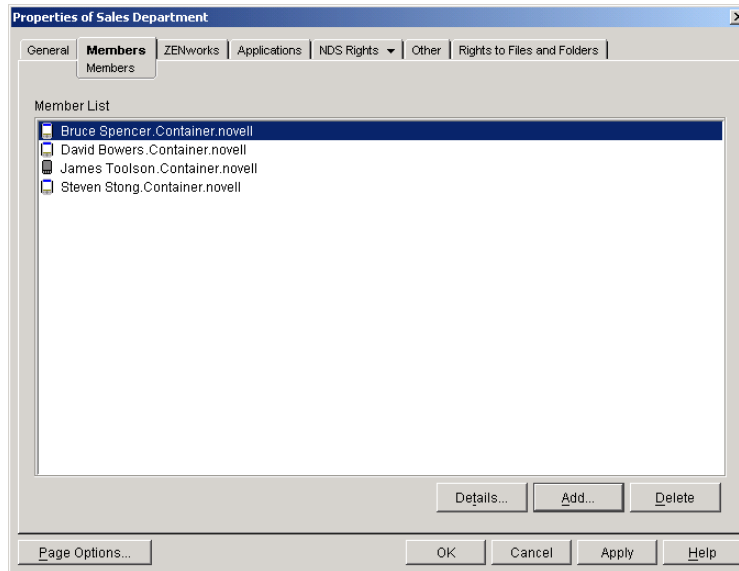 Properties of Sales Department
General Members ZENworks Applications NDS Rights Other Rights to Files and Folders
Members
Member List
Bruce Spencer.Container.novell
David Bowers.Container.novell
James Toolson.Container.novell
Steven Stong.Container.novell
Details... Add... Delete
Page Options... OK Cancel Apply Help